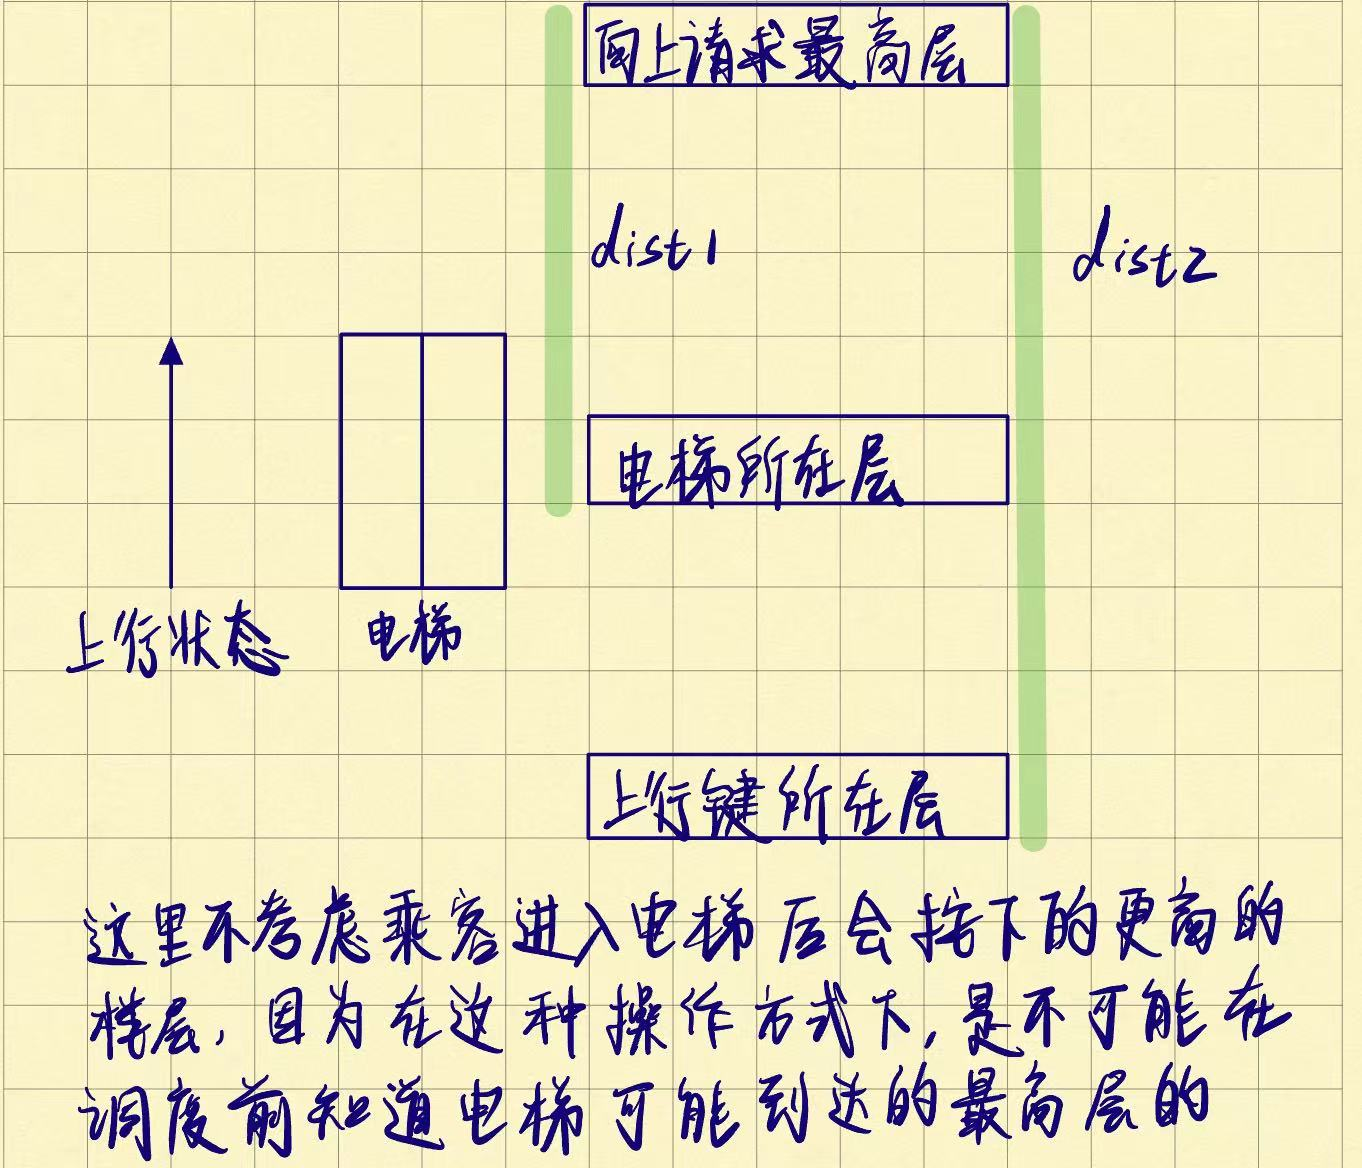 向上请求最高层
dist1
dist2
电梯所在层
上行状态
电梯
上行键所在层
这里不考虑乘客进入电梯后会按下的更高的
楼层，因为在这种操作方式下，是不可能在
调度前知道电梯可能到达的最高层的